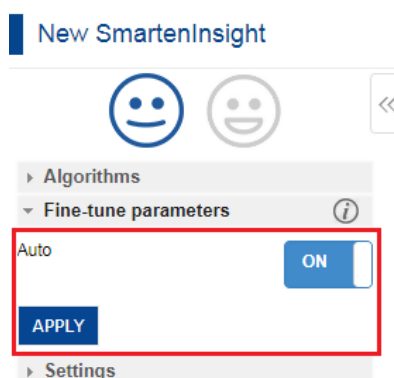 New SmartenInsight
Algorithms
Fine-tune parameters
Auto
ON
APPLY
Settings